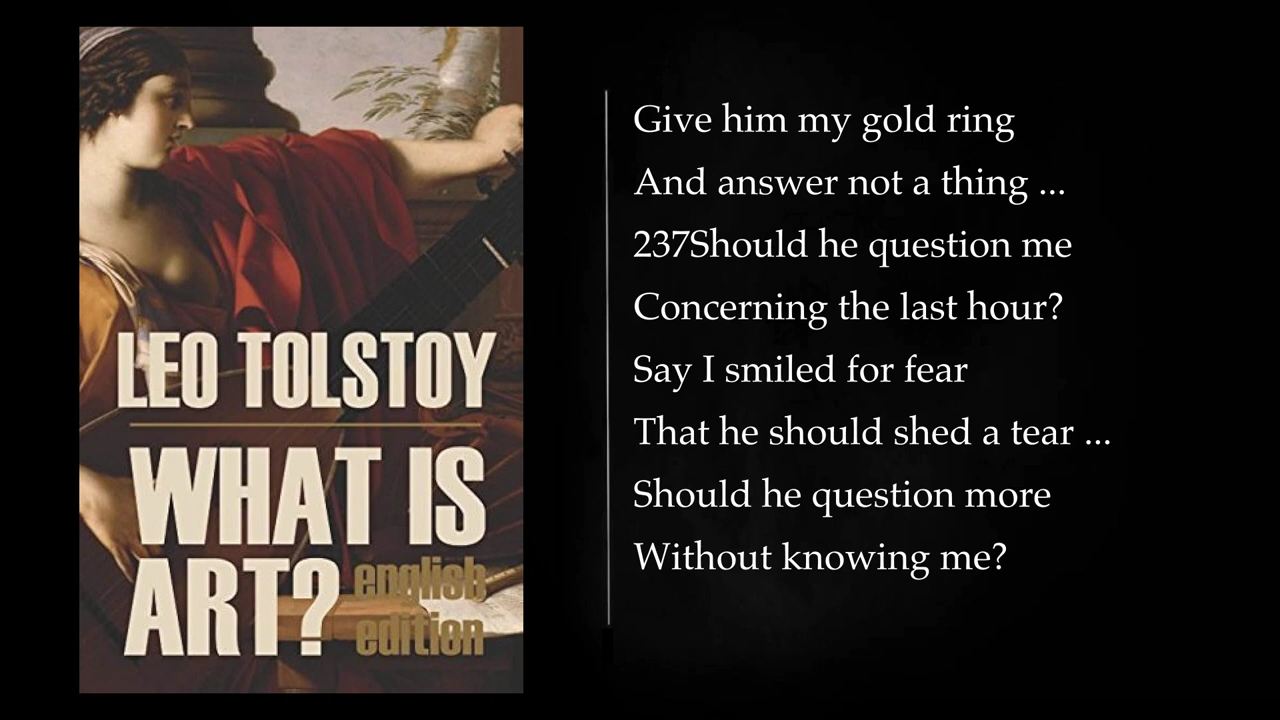 LEO TOLSTOY
WHAT IS
ART?
english
edition
Give him my gold ring
And answer not a thing ...
237Should he question me
Concerning the last hour?
Say I smiled for fear
That he should shed a tear ...
Should he question more
Without knowing me?